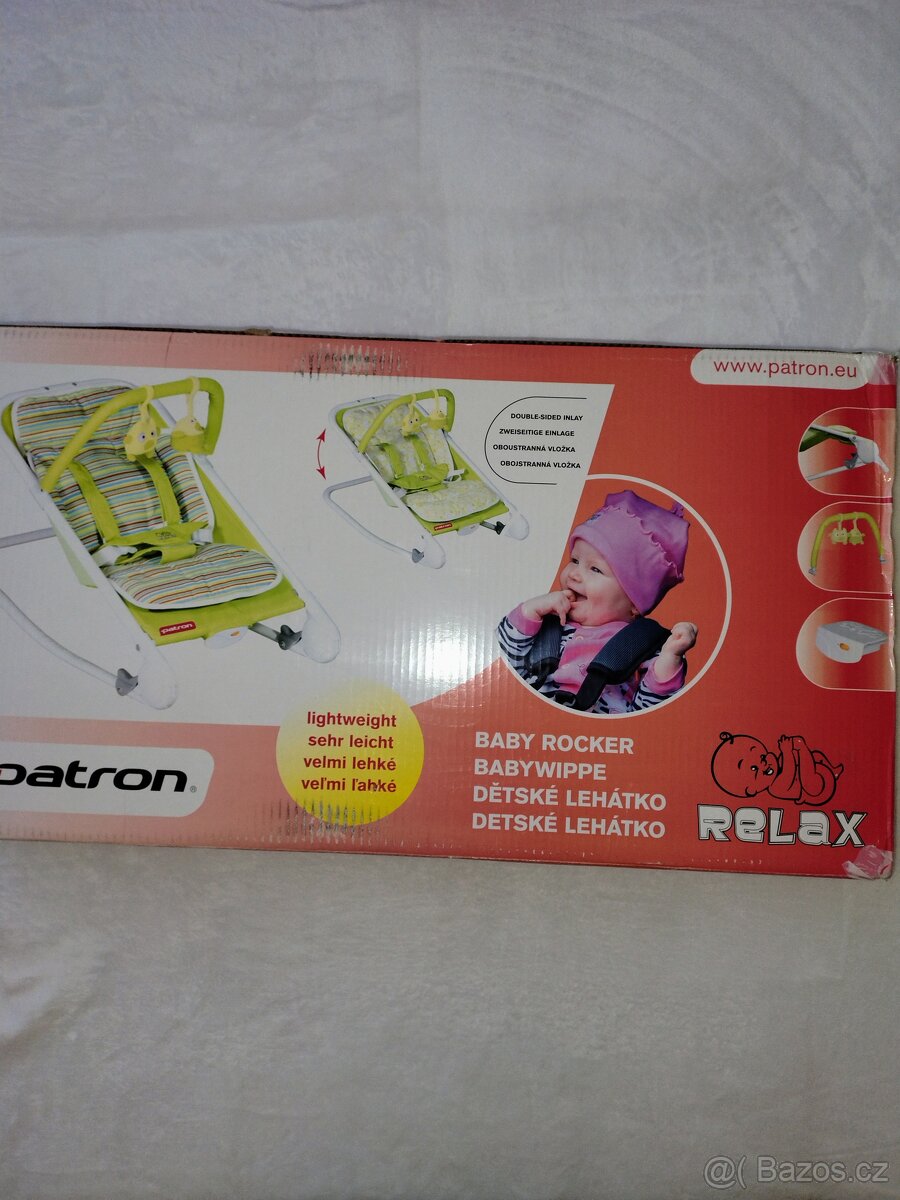 www.patron.eu
DOUBLE-SIDED INLAY
ZWEISEITIGE EINLAGE
OBOUSTRANNÁ VLOŽKA
OBOJSTRANNÁ VLOŽKA
patron
lightweight
sehr leicht
velmi lehké
veľmi ľahké
patron®
BABY ROCKER
BABYWIPPE
DĚTSKÉ LEHÁTKO
DETSKÉ LEHÁTKO
RELAX
@( Bazos.cz